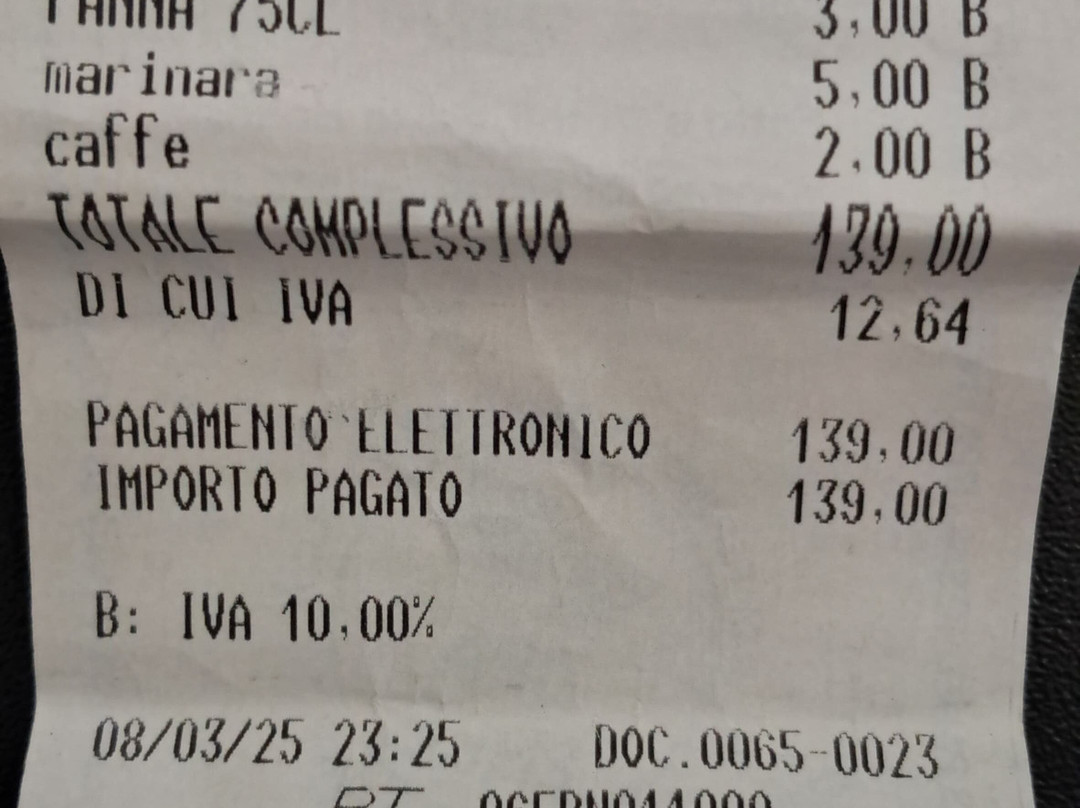 PANNA 75CL 3,00 B
marinara 5,00 B
caffe 2,00 B
TOTALE COMPLESSIVO 139,00
DI CUI IVA 12,64
PAGAMENTO ELETTRONICO 139,00
IMPORTO PAGATO 139,00
B: IVA 10,00%
08/03/25 23:25 DOC.0065-0023
RT